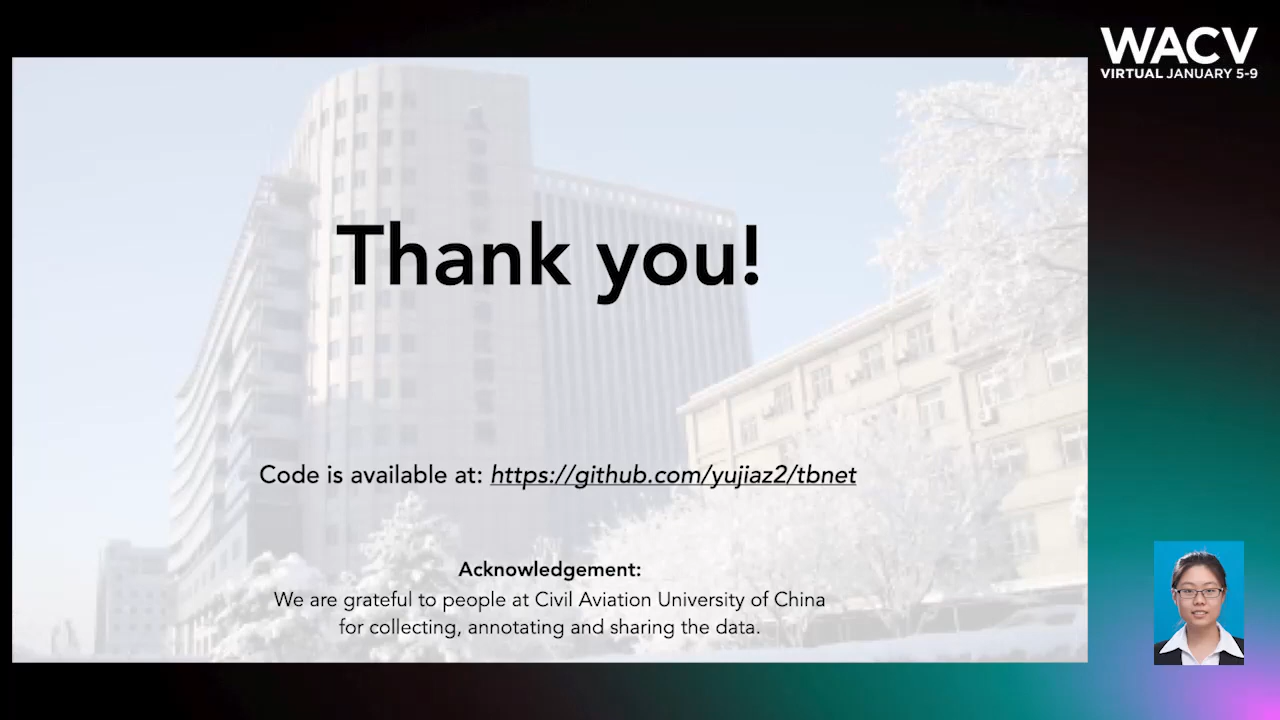 WACV
VIRTUAL JANUARY 5-9
Thank you!
Code is available at: https://github.com/yujiaz2/tbnet
Acknowledgement:
We are grateful to people at Civil Aviation University of China
for collecting, annotating and sharing the data.